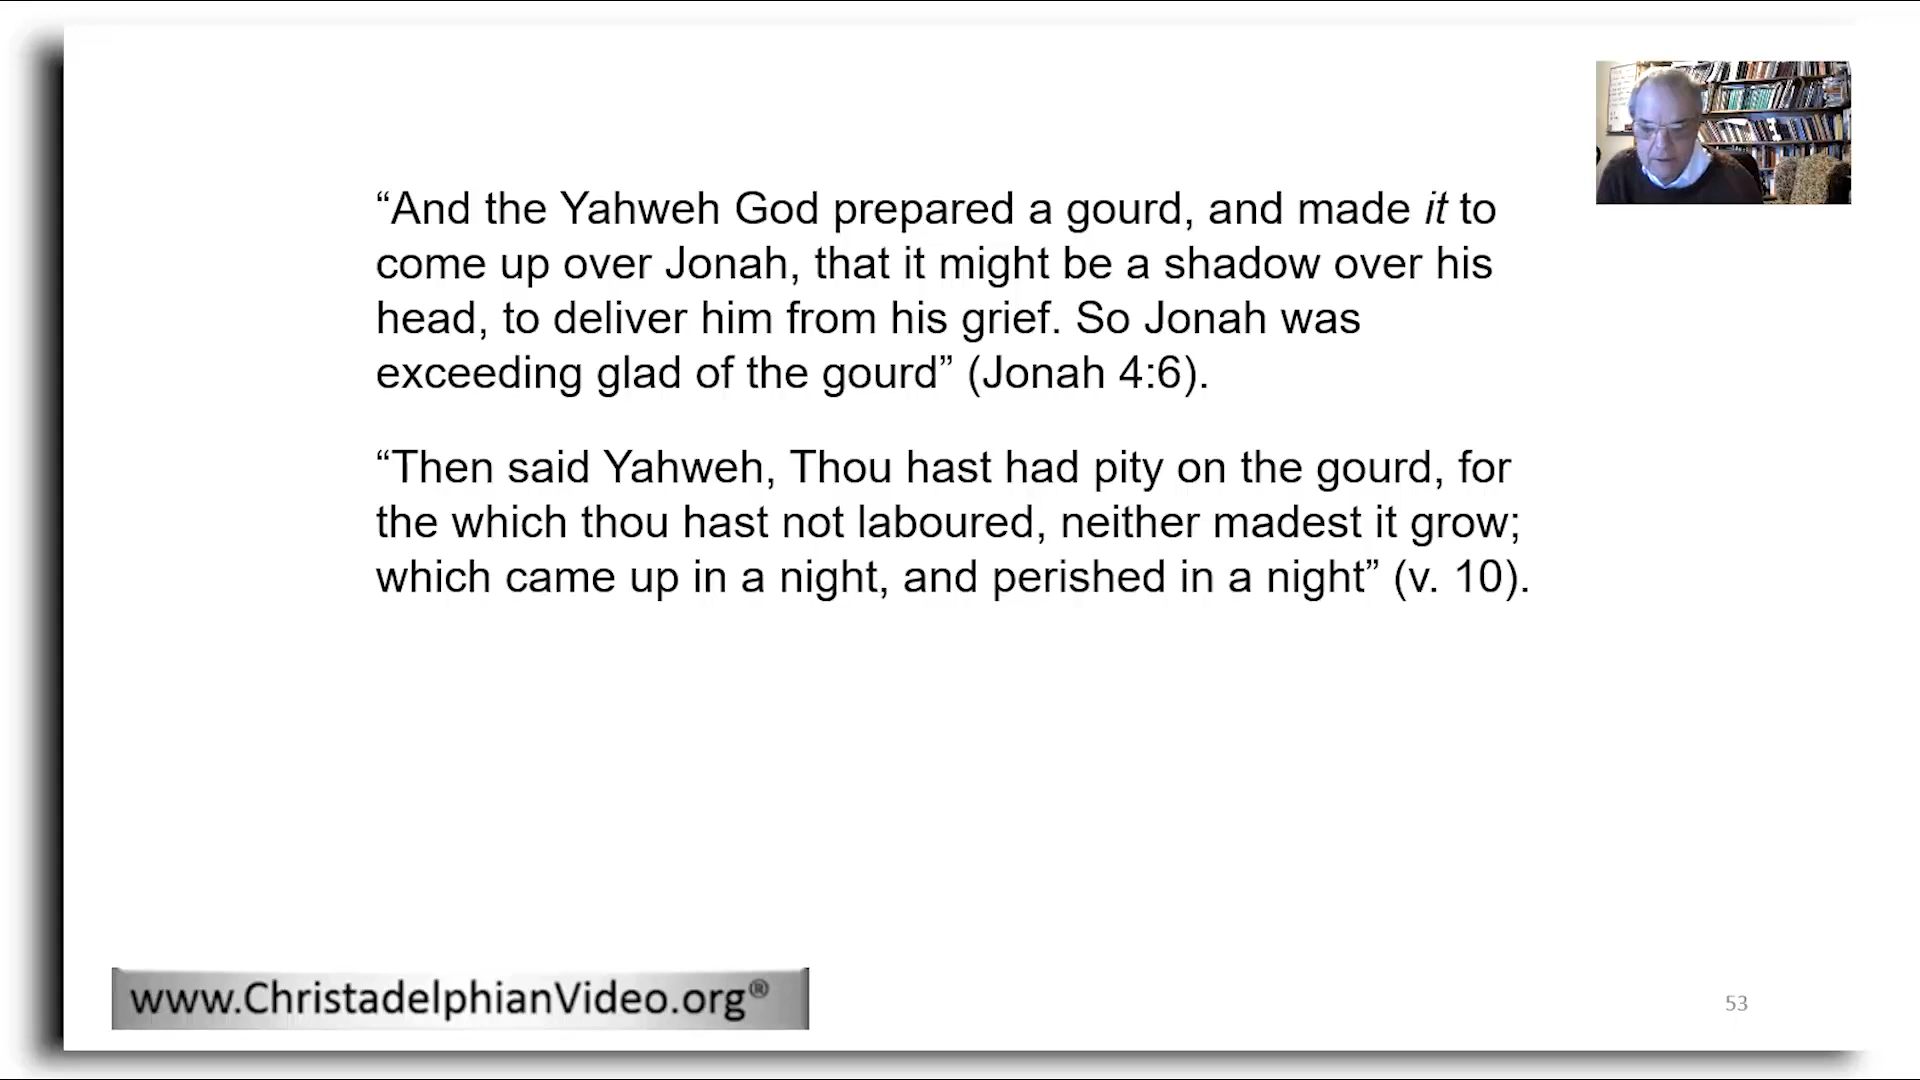 “And the Yahweh God prepared a gourd, and made it to
come up over Jonah, that it might be a shadow over his
head, to deliver him from his grief. So Jonah was
exceeding glad of the gourd” (Jonah 4:6).
“Then said Yahweh, Thou hast had pity on the gourd, for
the which thou hast not laboured, neither madest it grow;
which came up in a night, and perished in a night” (v. 10).
www.ChristadelphianVideo.org®
53